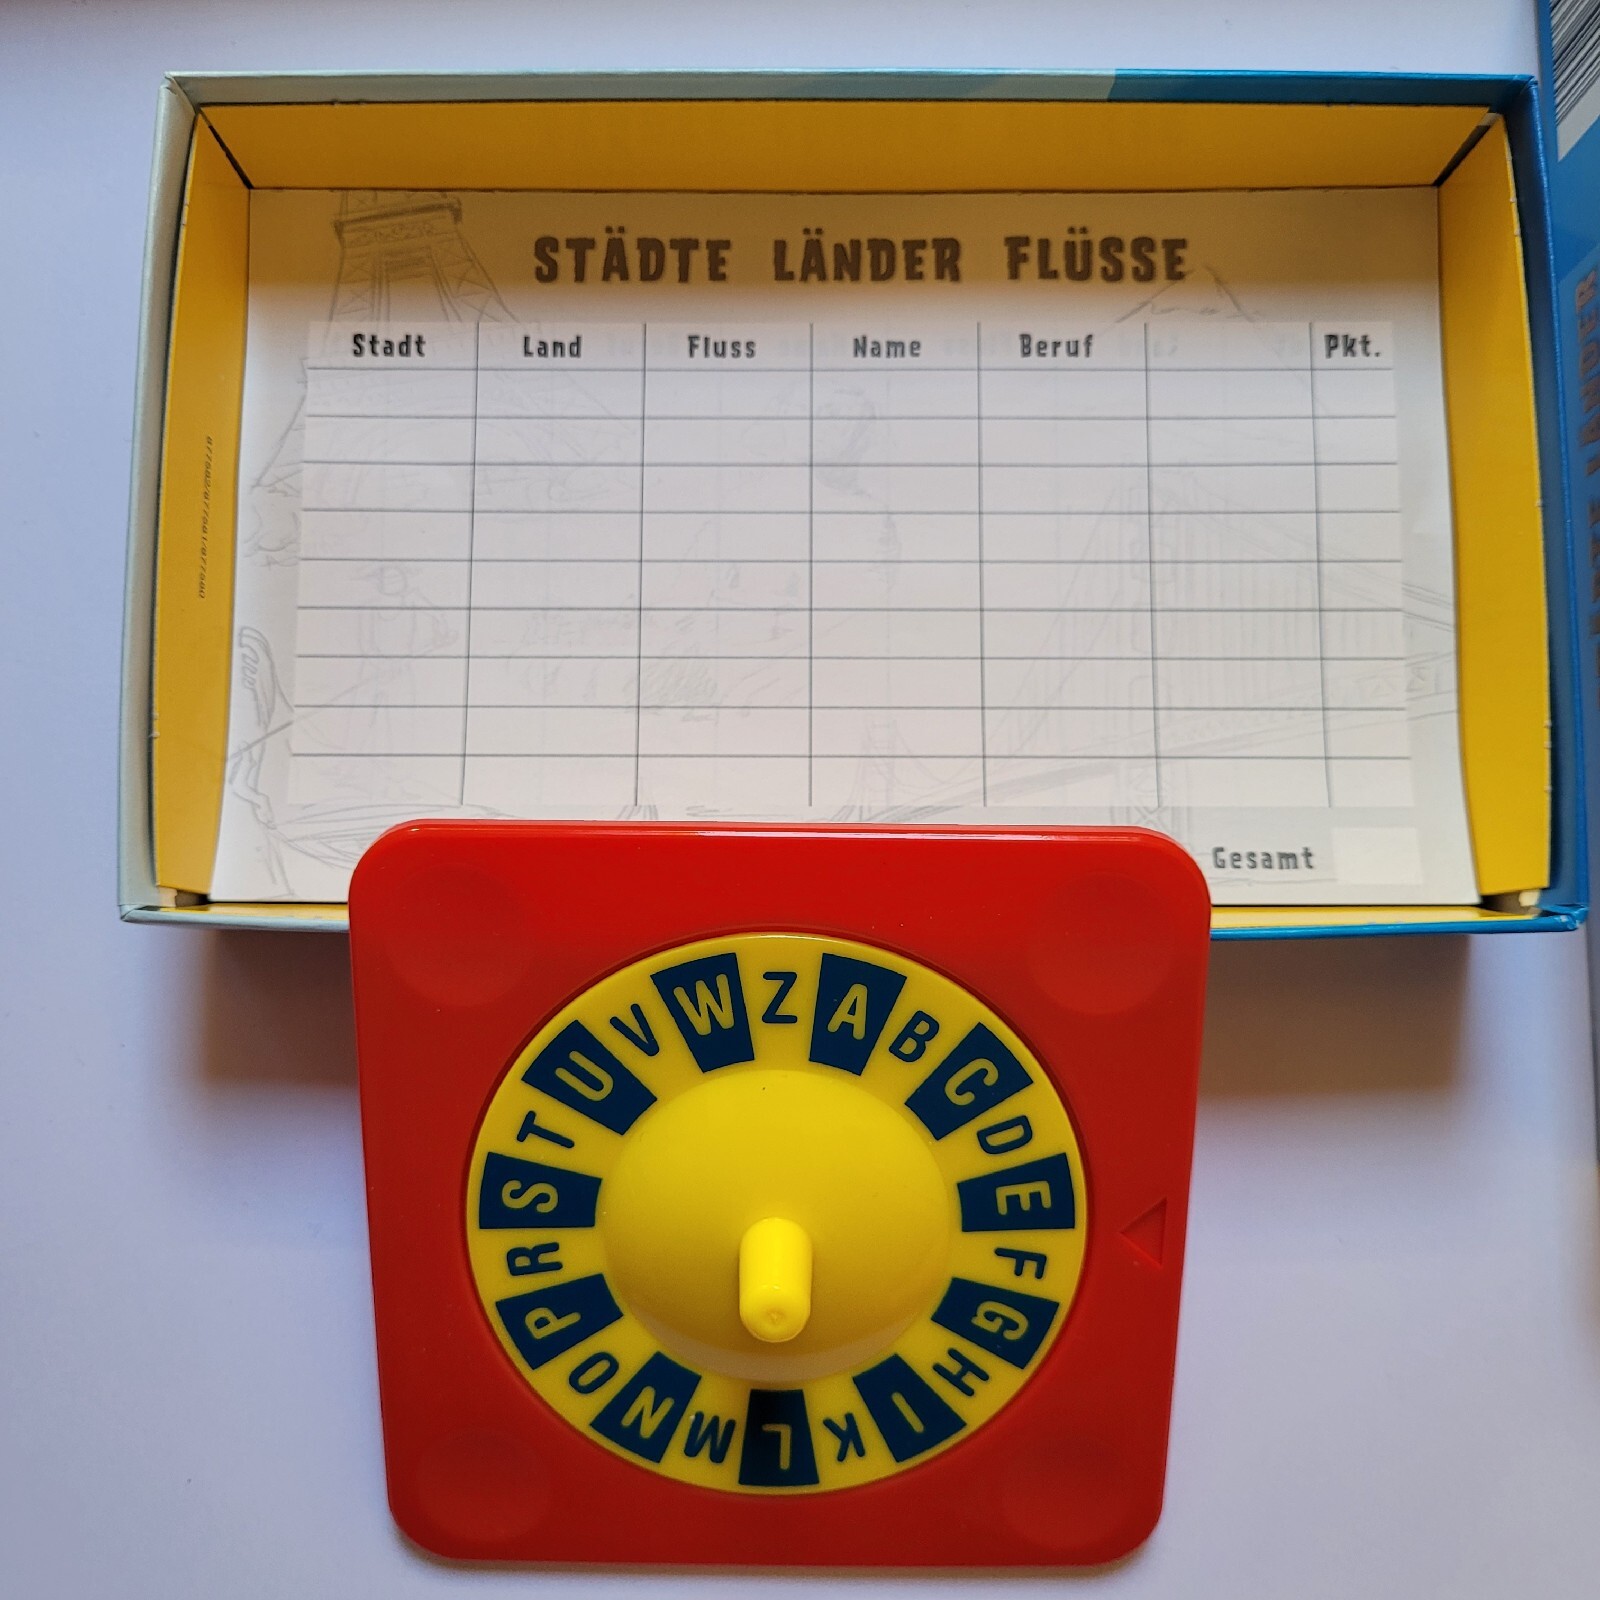 STÄDTE LÄNDER FLÜSSE
Stadt Land Fluss Name Beruf Pkt.
Gesamt
A B C D E F G H I K L M N O P R S T U V W Z